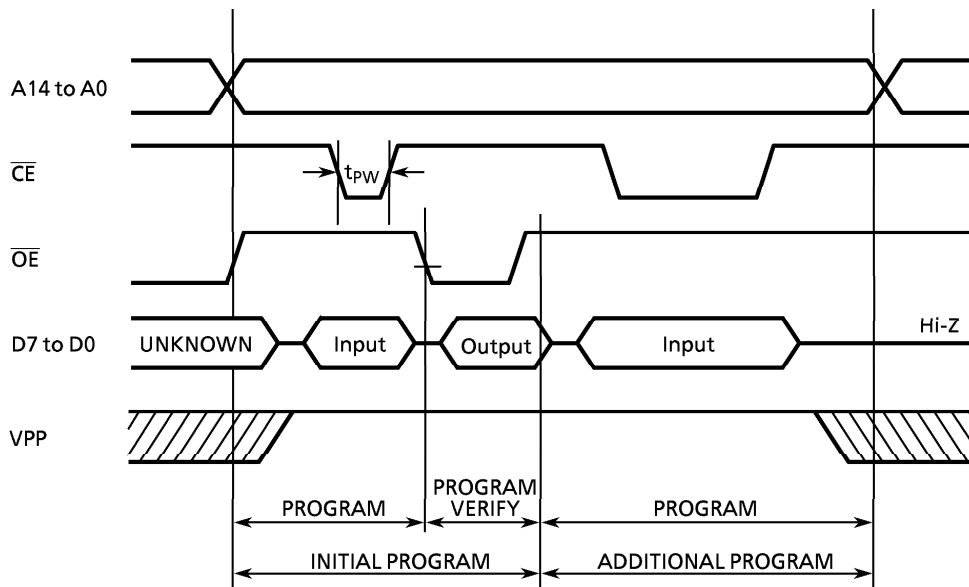 A14 to A0
CE
tPW
OE
Hi-Z
D7 to D0
UNKNOWN
Input
Output
Input
VPP
PROGRAM
PROGRAM
VERIFY
PROGRAM
INITIAL PROGRAM
ADDITIONAL PROGRAM